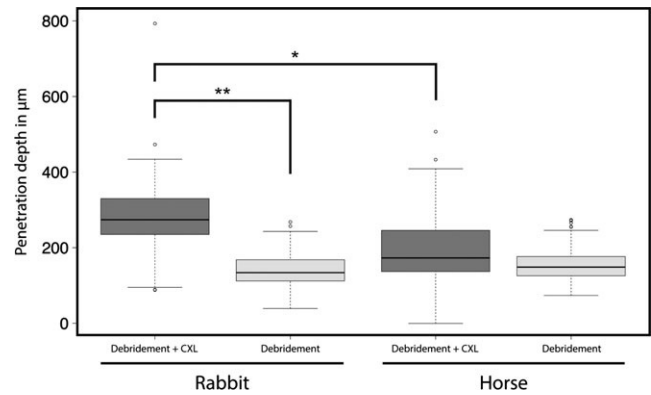 800
600
400
200
0
Penetration depth in μm
*
**
Debridement + CXL
Debridement
Debridement + CXL
Debridement
Rabbit
Horse